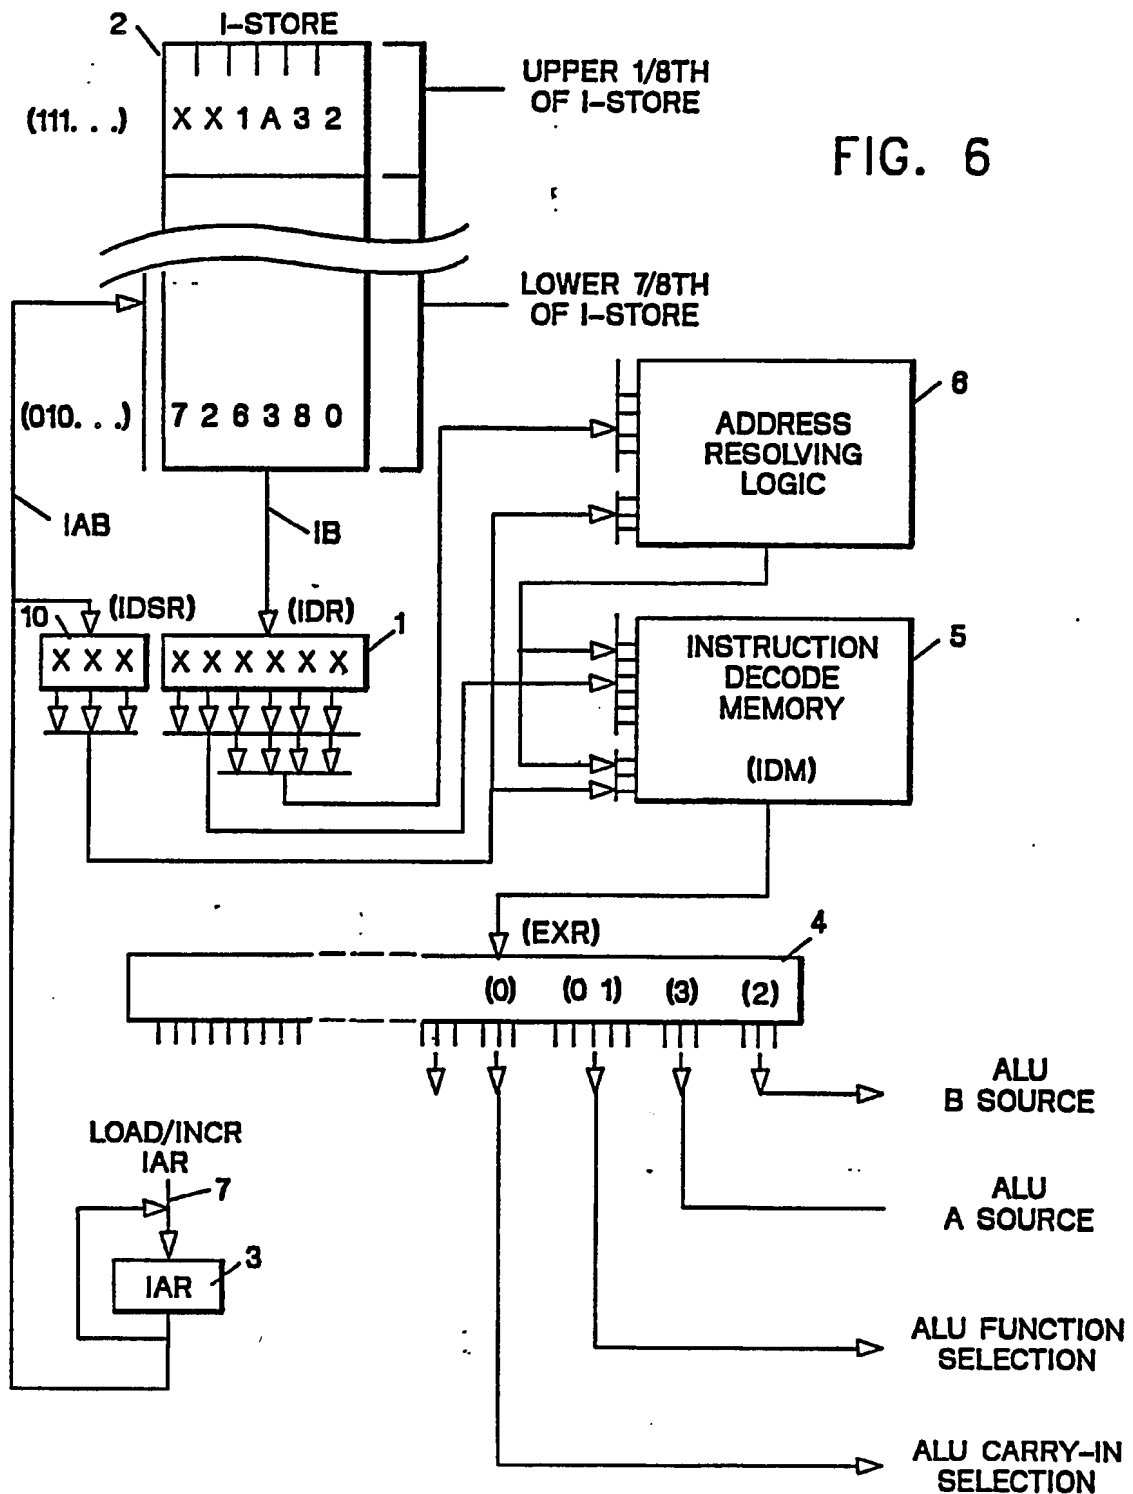 I-STORE
2
(111. . .)
X X 1 A 3 2
UPPER 1/8TH
OF I-STORE
FIG. 6
LOWER 7/8TH
OF I-STORE
(010. . .)
7 2 6 3 8 0
6
ADDRESS
RESOLVING
LOGIC
IAB
IB
10
(IDSR)
(IDR)
1
X X X
X X X X X X
5
INSTRUCTION
DECODE
MEMORY
(IDM)
(EXR)
4
(0)
(0 1)
(3)
(2)
ALU
B SOURCE
LOAD/INCR
IAR
7
ALU
A SOURCE
3
IAR
ALU FUNCTION
SELECTION
ALU CARRY-IN
SELECTION